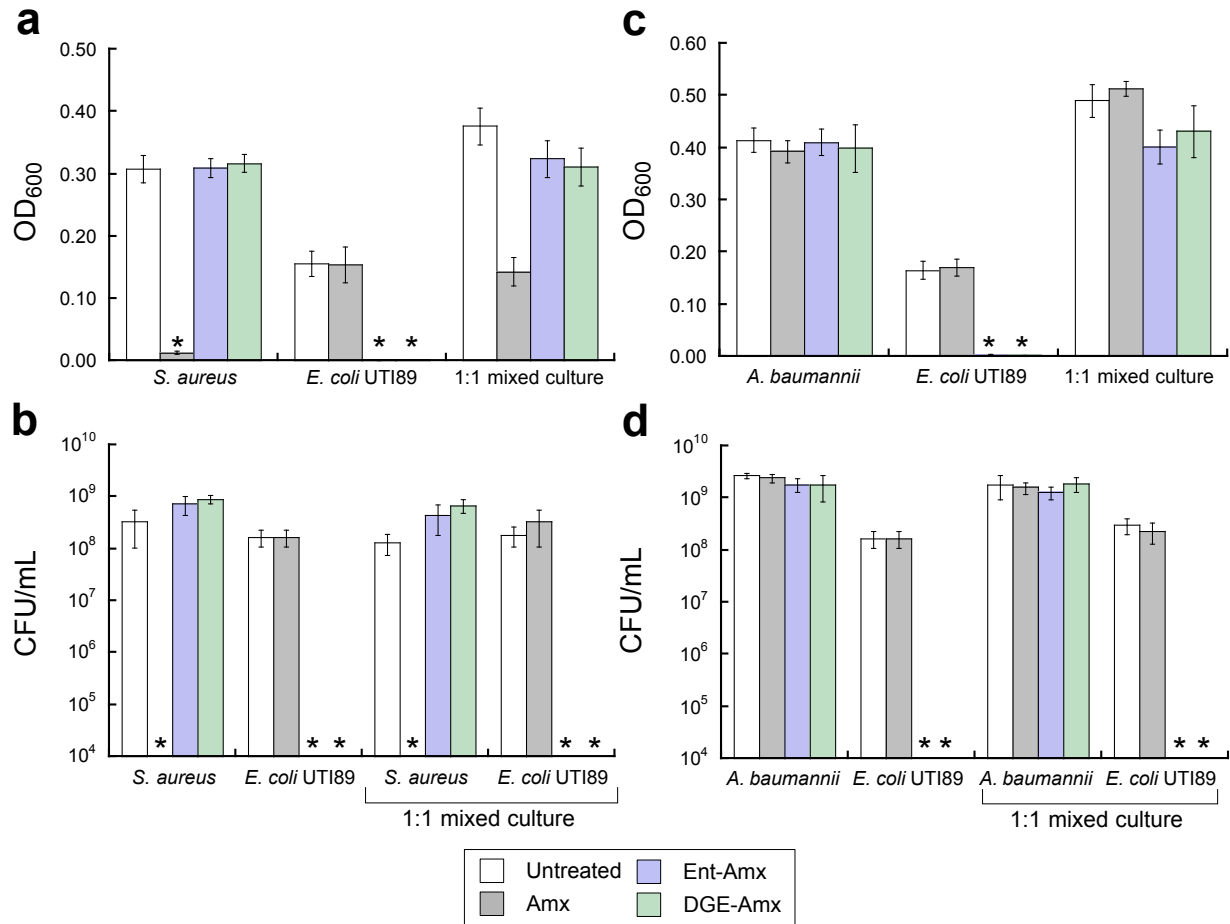 a
0.50
0.40
0.30
0.20
0.10
0.00
OD600
*
* *
S. aureus E. coli UTI89 1:1 mixed culture
c
0.60
0.50
0.40
0.30
0.20
0.10
0.00
OD600
* *
A. baumannii E. coli UTI89 1:1 mixed culture
b
10^10
10^9
10^8
10^7
10^6
10^5
10^4
CFU/mL
* * * * * *
S. aureus E. coli UTI89 S. aureus E. coli UTI89
1:1 mixed culture
d
10^10
10^9
10^8
10^7
10^6
10^5
10^4
CFU/mL
* * * *
A. baumannii E. coli UTI89 A. baumannii E. coli UTI89
1:1 mixed culture
Untreated Ent-Amx
Amx DGE-Amx